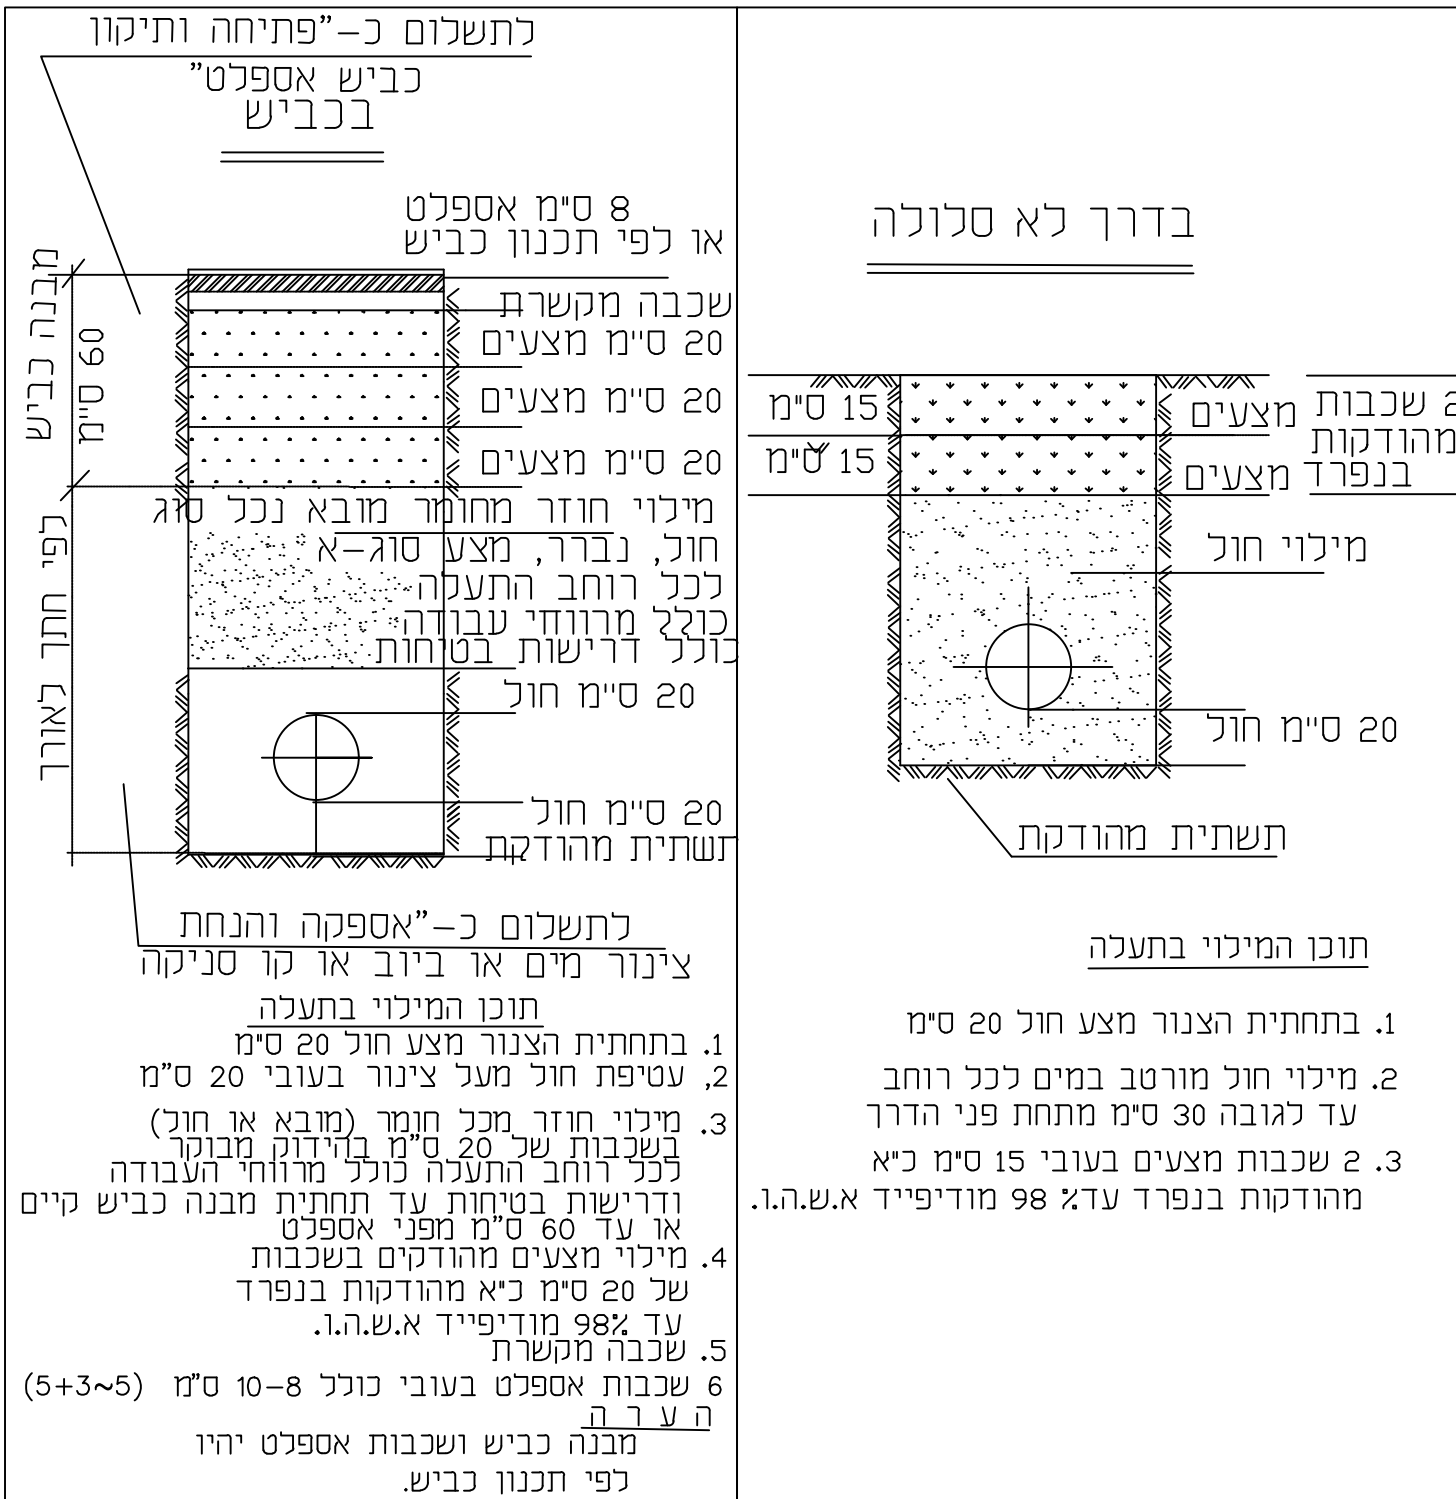 לתשלום כ-"פתיחה ותיקון
כביש אספלט"
בכביש
8 ס"מ אספלט
או לפי תכנון כביש
שכבה מקשרת
20 ס"מ מצעים
20 ס"מ מצעים
20 ס"מ מצעים
מבנה כביש
60 ס"מ
לפי חתך לאורך
מילוי חוזר מחומר מובא נכל סוג
חול, נברר, מצע סוג-א
לכל רוחב התעלה
כולל מרווחי עבודה
כולל דרישות בטיחות
20 ס"מ חול
20 ס"מ חול
תשתית מהודקת
לתשלום כ-"אספקה והנחת
צינור מים או ביוב או קו סניקה
תוכן המילוי בתעלה
1. בתחתית הצנור מצע חול 20 ס"מ
2, עטיפת חול מעל צינור בעובי 20 ס"מ
3. מילוי חוזר מכל חומר (מובא או חול)
בשכבות של 20 ס"מ בהידוק מבוקר
לכל רוחב התעלה כולל מרווחי העבודה
ודרישות בטיחות עד תחתית מבנה כביש קיים
או עד 60 ס"מ מפני אספלט
4. מילוי מצעים מהודקים בשכבות
של 20 ס"מ כ"א מהודקות בנפרד
עד 98% מודיפייד א.ש.ה.ו.
5. שכבה מקשרת
6 שכבות אספלט בעובי כולל 8-10 ס"מ (5+3~5)
ה ע ר ה
מבנה כביש ושכבות אספלט יהיו
לפי תכנון כביש.
בדרך לא סלולה
15 ס"מ
15 ס"מ
מצעים
מצעים
2 שכבות
מהודקות
בנפרד
מילוי חול
20 ס"מ חול
תשתית מהודקת
תוכן המילוי בתעלה
1. בתחתית הצנור מצע חול 20 ס"מ
2. מילוי חול מורטב במים לכל רוחב
עד לגובה 30 ס"מ מתחת פני הדרך
3. 2 שכבות מצעים בעובי 15 ס"מ כ"א
מהודקות בנפרד עד% 98 מודיפייד א.ש.ה.ו.